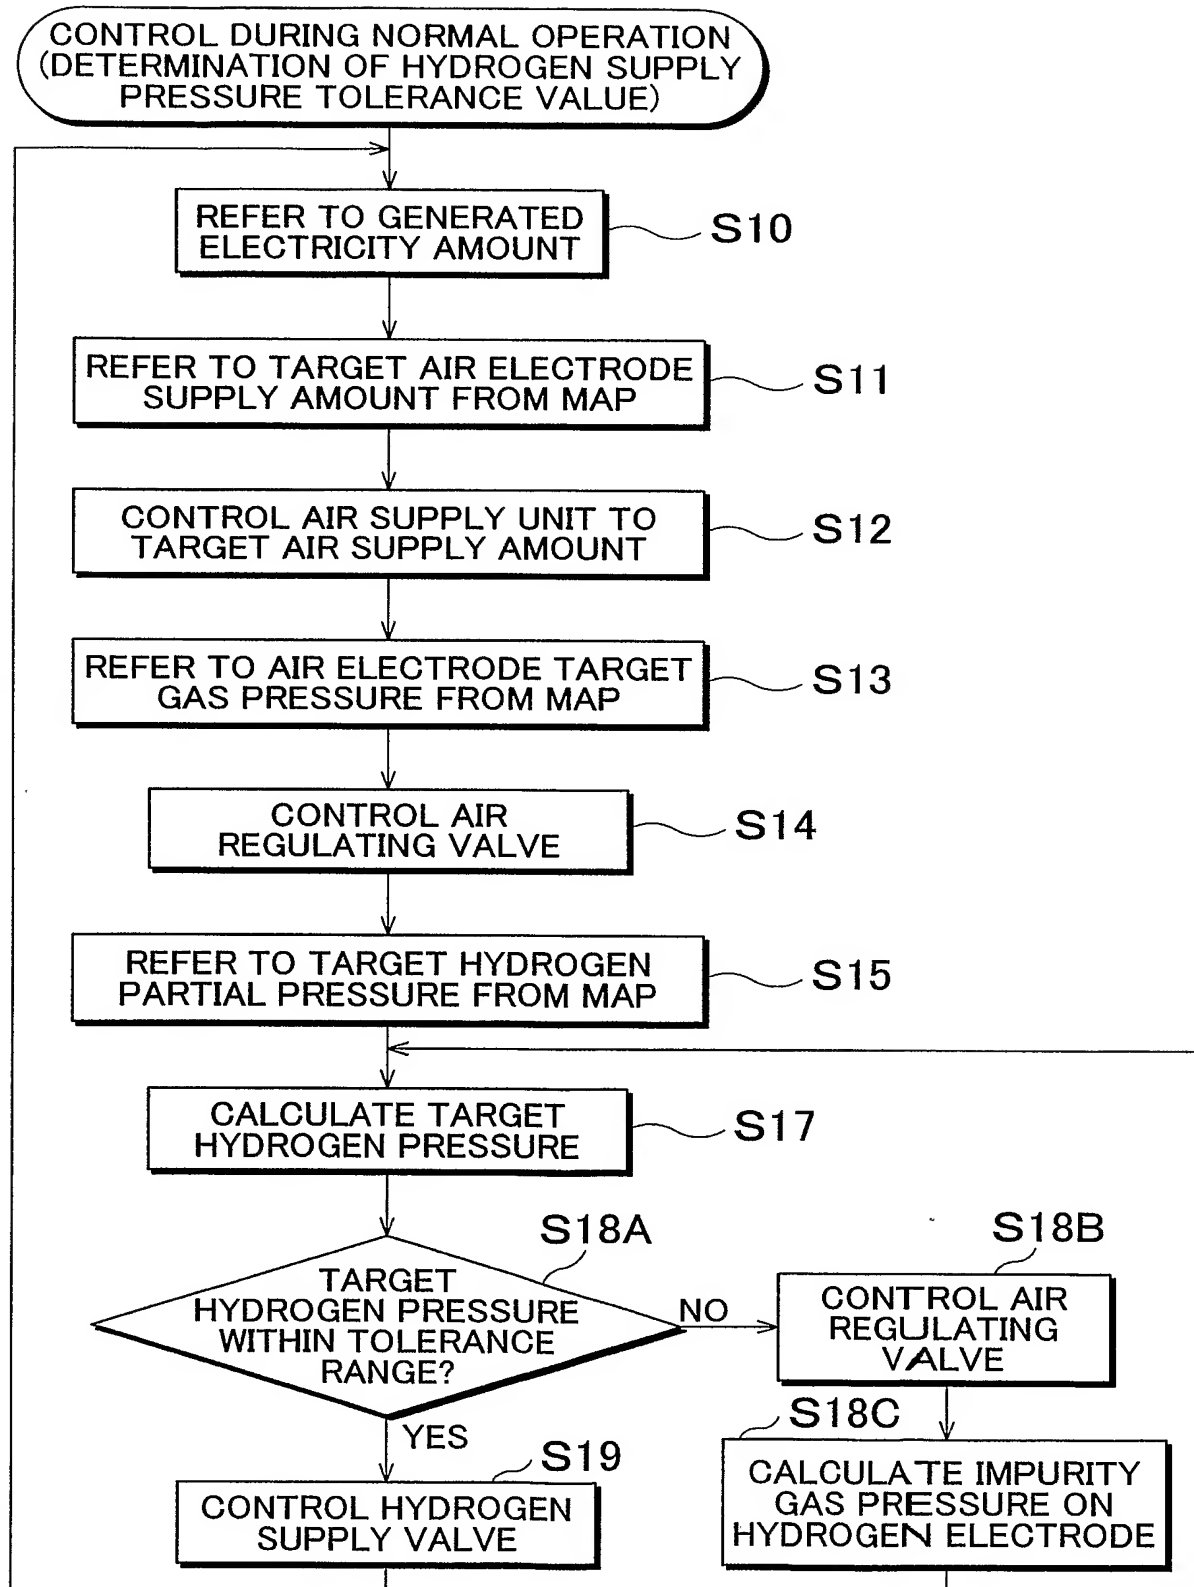 CONTROL DURING NORMAL OPERATION
(DETERMINATION OF HYDROGEN SUPPLY
PRESSURE TOLERANCE VALUE)
REFER TO GENERATED
ELECTRICITY AMOUNT
S10
REFER TO TARGET AIR ELECTRODE
SUPPLY AMOUNT FROM MAP
S11
CONTROL AIR SUPPLY UNIT TO
TARGET AIR SUPPLY AMOUNT
S12
REFER TO AIR ELECTRODE TARGET
GAS PRESSURE FROM MAP
S13
CONTROL AIR
REGULATING VALVE
S14
REFER TO TARGET HYDROGEN
PARTIAL PRESSURE FROM MAP
S15
CALCULATE TARGET
HYDROGEN PRESSURE
S17
S18A
TARGET
HYDROGEN PRESSURE
WITHIN TOLERANCE
RANGE?
NO
S18B
CONTROL AIR
REGULATING
VALVE
YES
S18C
CALCULATE IMPURITY
GAS PRESSURE ON
HYDROGEN ELECTRODE
S19
CONTROL HYDROGEN
SUPPLY VALVE